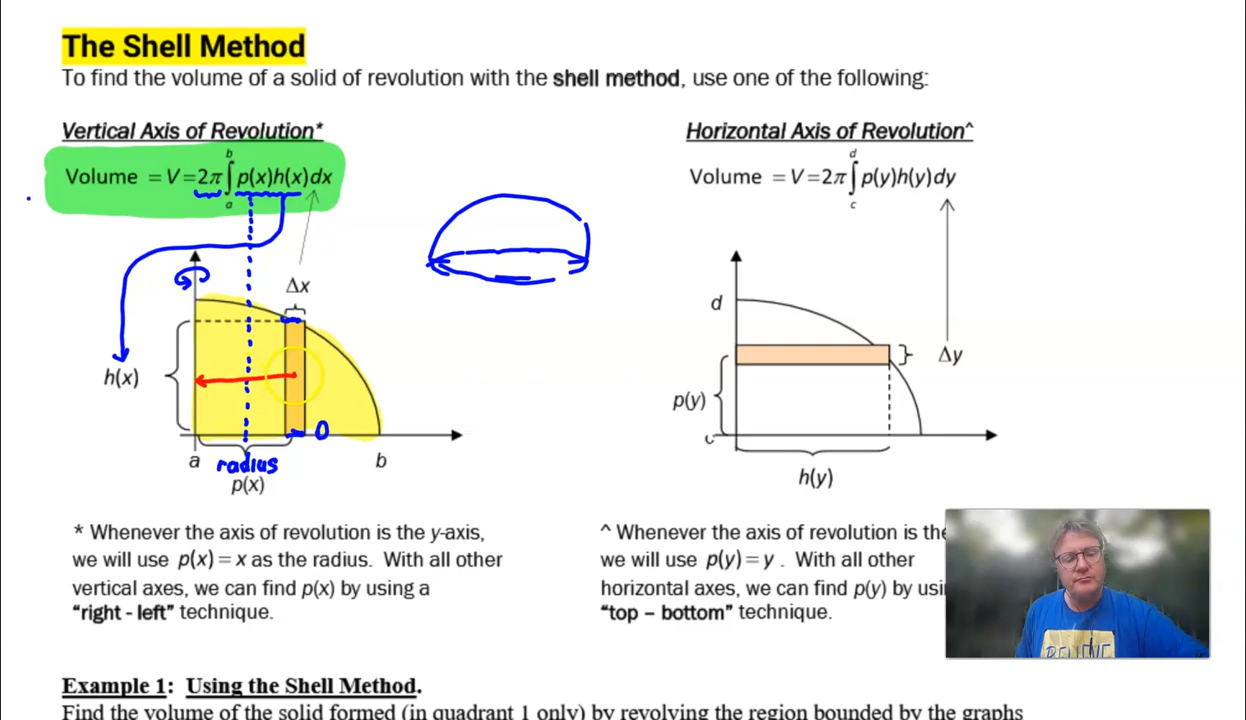 The Shell Method
To find the volume of a solid of revolution with the shell method, use one of the following:
Vertical Axis of Revolution*
Volume = V = 2π ∫_a^b p(x)h(x)dx
Δx
h(x)
0
a radius b
p(x)
* Whenever the axis of revolution is the y-axis,
we will use p(x) = x as the radius. With all other
vertical axes, we can find p(x) by using a
"right - left" technique.
Horizontal Axis of Revolution^
Volume = V = 2π ∫_c^d p(y)h(y)dy
d
Δy
p(y)
c
h(y)
^ Whenever the axis of revolution is the
we will use p(y) = y . With all other
horizontal axes, we can find p(y) by
"top – bottom" technique.
BELIEVE
Example 1: Using the Shell Method.
Find the volume of the solid formed (in quadrant 1 only) by revolving the region bounded by the graphs